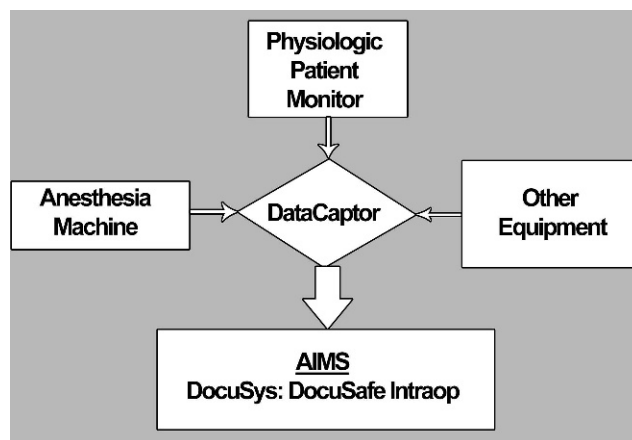 Physiologic
Patient
Monitor
Anesthesia
Machine
DataCaptor
Other
Equipment
AIMS
DocuSys: DocuSafe Intraop